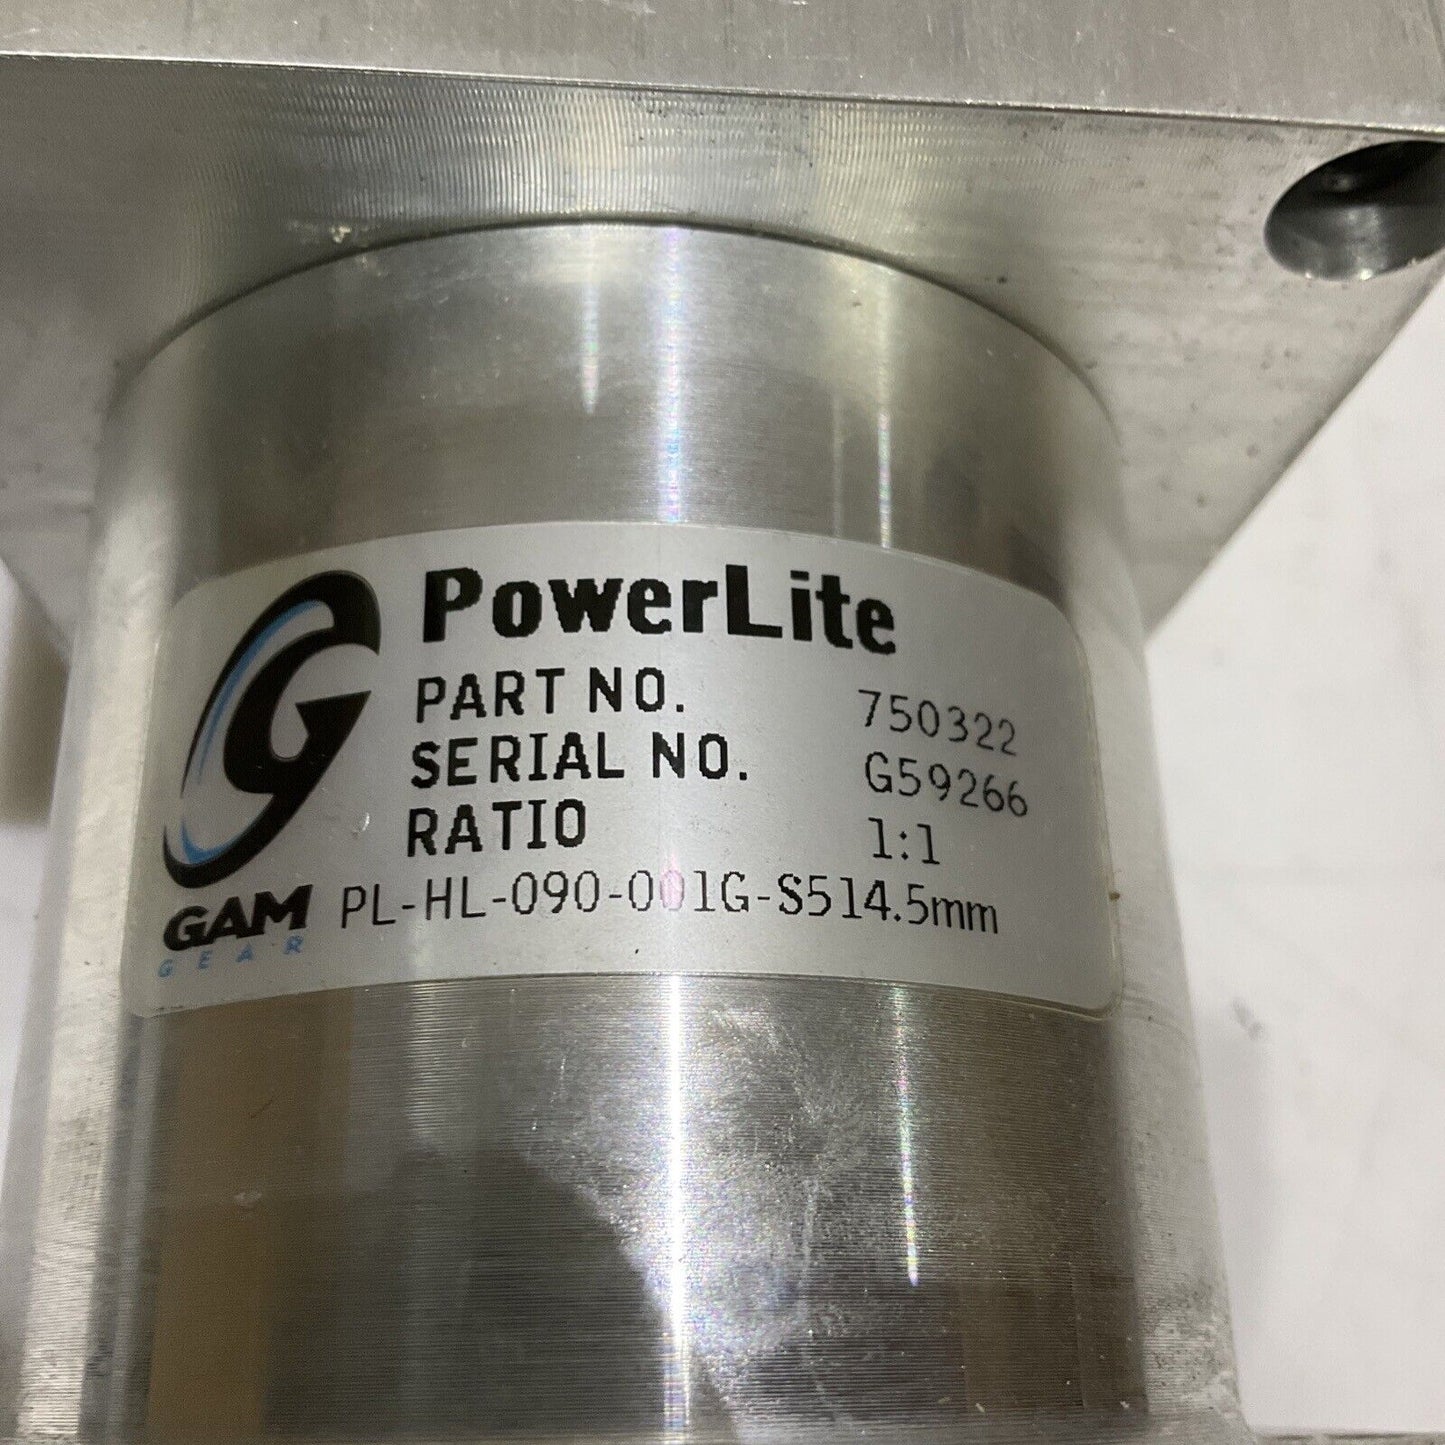 PowerLite
PART NO. 750322
SERIAL NO. G59266
RATIO 1:1
PL-HL-090-001G-S514.5mm
GAM
GEAR